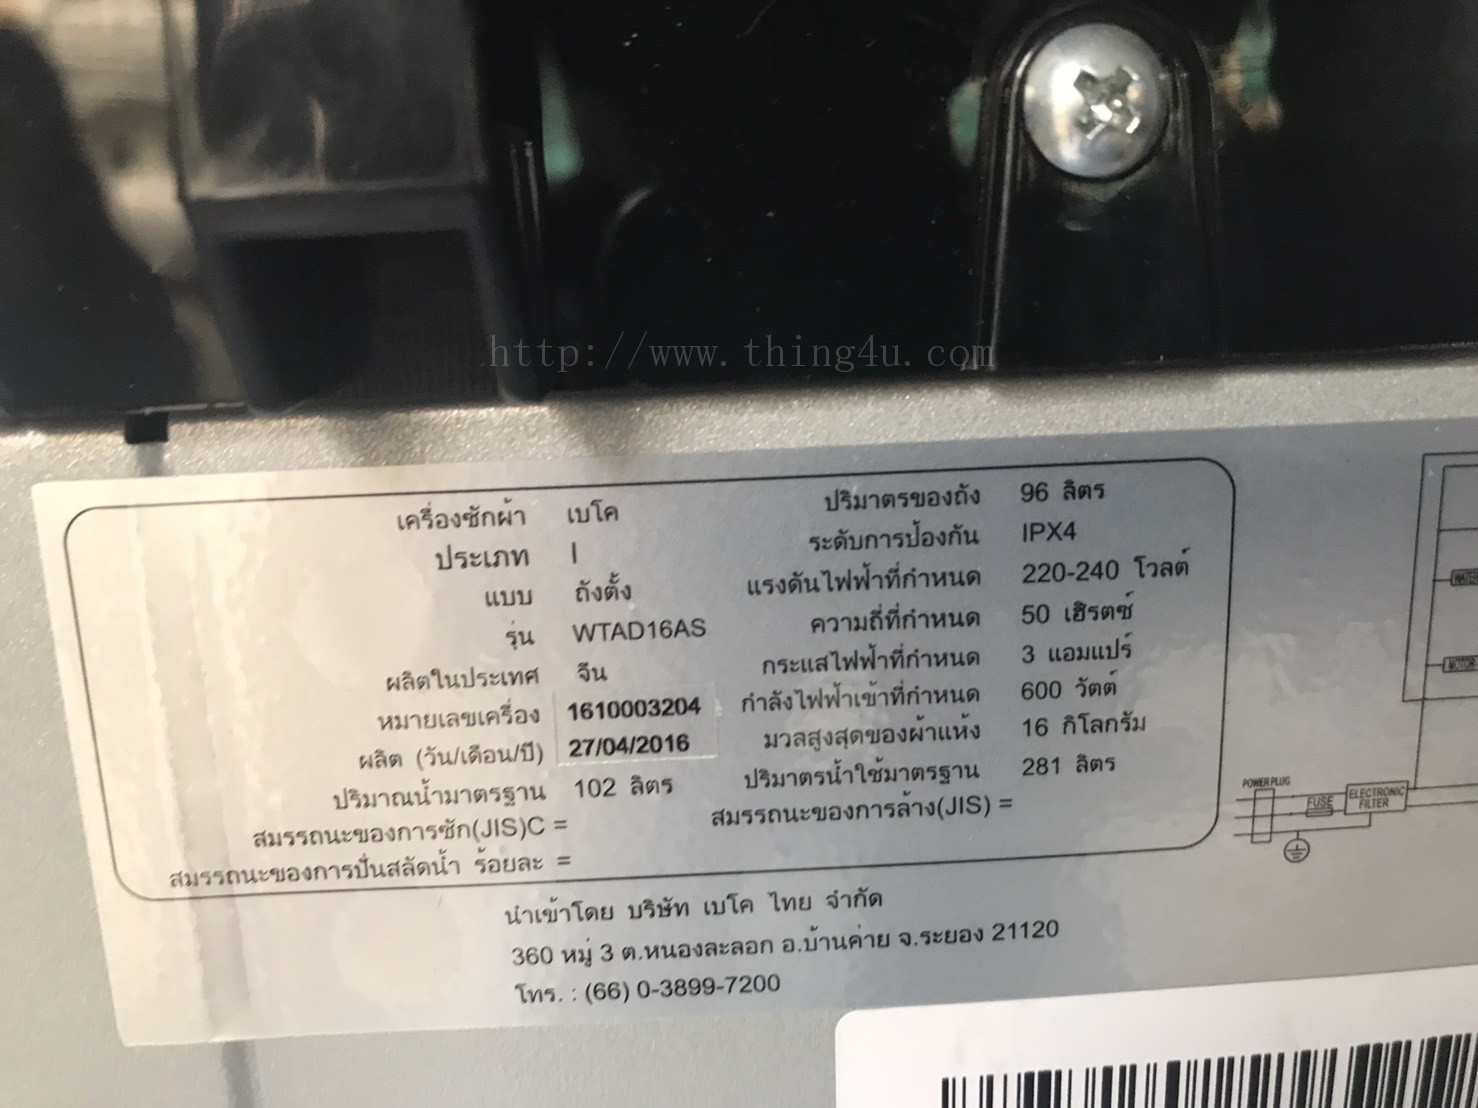 http://www.thing4u.com
เครื่องซักผ้า เบโค
ประเภท I
แบบ ถังตั้ง
รุ่น WTAD16AS
ผลิตในประเทศ จีน
หมายเลขเครื่อง 1610003204
ผลิต (วัน/เดือน/ปี) 27/04/2016
ปริมาณน้ำมาตรฐาน 102 ลิตร
สมรรถนะของการซัก(JIS)C =
สมรรถนะของการปั่นสลัดน้ำ ร้อยละ =
ปริมาตรของถัง 96 ลิตร
ระดับการป้องกัน IPX4
แรงดันไฟฟ้าที่กำหนด 220-240 โวลต์
ความถี่ที่กำหนด 50 เฮิรตซ์
กระแสไฟฟ้าที่กำหนด 3 แอมแปร์
กำลังไฟฟ้าเข้าที่กำหนด 600 วัตต์
มวลสูงสุดของผ้าแห้ง 16 กิโลกรัม
ปริมาตรน้ำใช้มาตรฐาน 281 ลิตร
สมรรถนะของการล้าง(JIS) =
นำเข้าโดย บริษัท เบโค ไทย จำกัด
360 หมู่ 3 ต.หนองละลอก อ.บ้านค่าย จ.ระยอง 21120
โทร. : (66) 0-3899-7200
POWER PLUG
FUSE
ELECTRONIC
FILTER